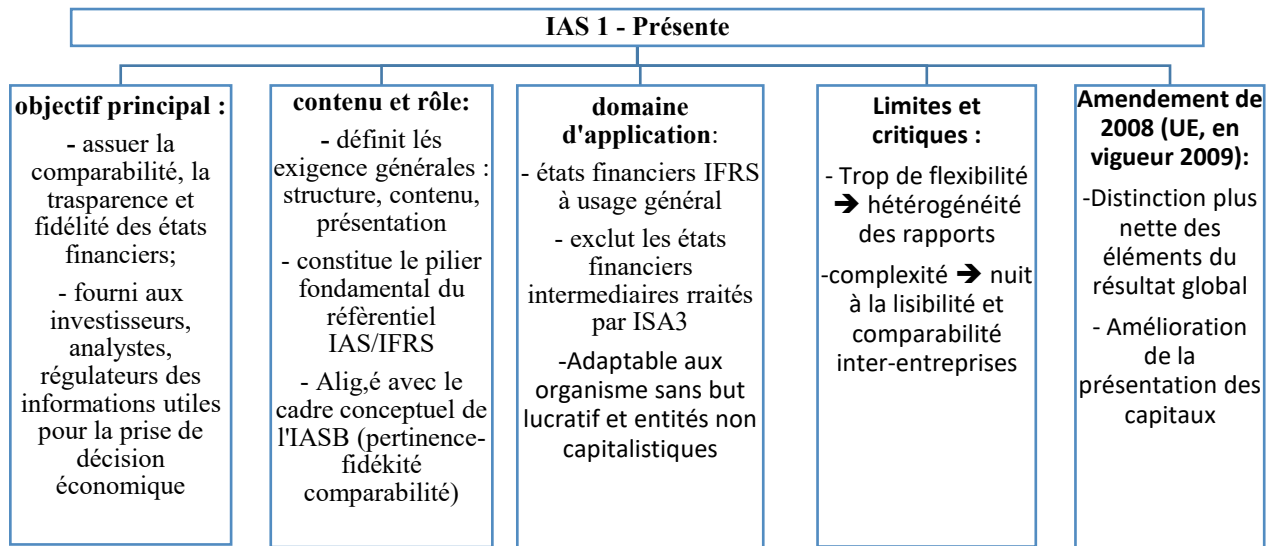 IAS 1 - Présente
objectif principal :
- assuer la
comparabilité, la
trasparence et
fidélité des états
financiers;
- fourni aux
investisseurs,
analystes,
régulateurs des
informations utiles
pour la prise de
décision
économique
contenu et rôle:
- définit lés
exigence générales :
structure, contenu,
présentation
- constitue le pilier
fondamental du
réfèrentiel
IAS/IFRS
- Alig,é avec le
cadre conceptuel de
l'IASB (pertinence-
fidékité
comparabilité)
domaine
d'application:
- états financiers IFRS
à usage général
- exclut les états
financiers
intermediaires rraités
par ISA3
-Adaptable aux
organisme sans but
lucratif et entités non
capitalistiques
Limites et
critiques :
- Trop de flexibilité
➔ hétérogénéité
des rapports
-complexité ➔ nuit
à la lisibilité et
comparabilité
inter-entreprises
Amendement de
2008 (UE, en
vigueur 2009):
-Distinction plus
nette des
éléments du
résultat global
- Amélioration
de la
présentation des
capitaux